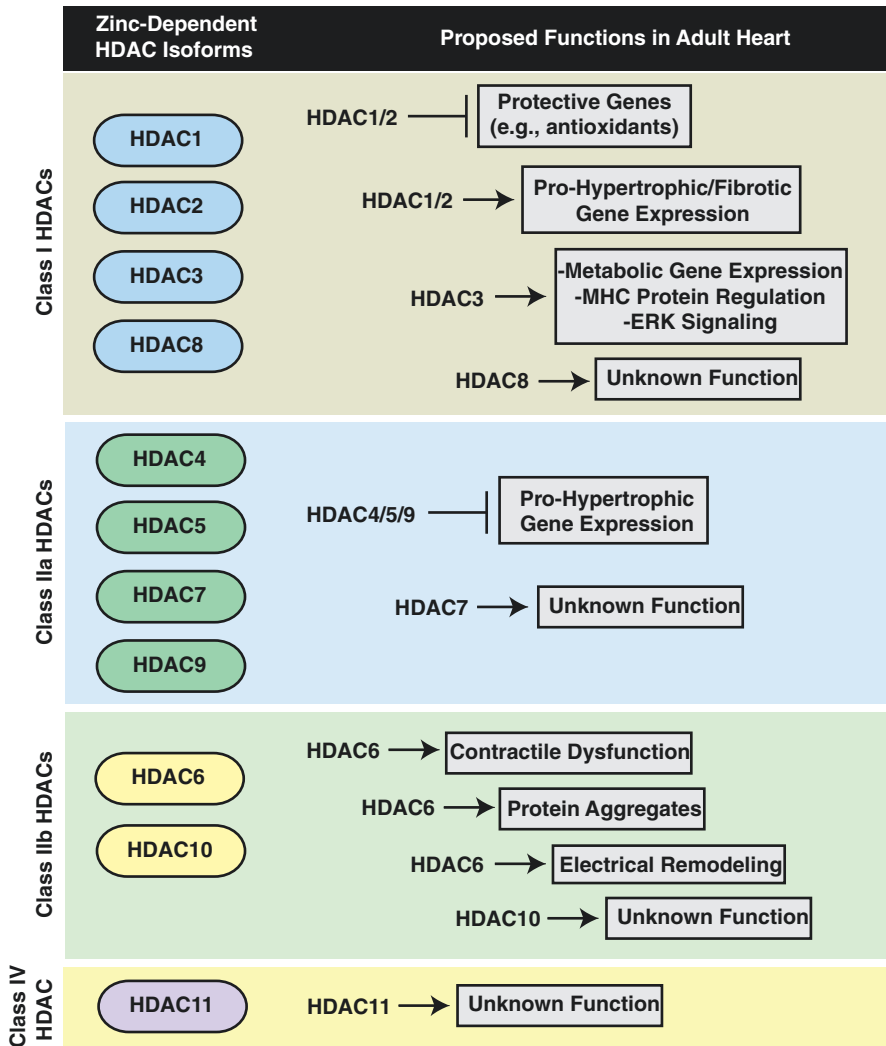 Zinc-Dependent
HDAC Isoforms
Proposed Functions in Adult Heart
Class I HDACs
HDAC1
HDAC2
HDAC3
HDAC8
HDAC1/2
Protective Genes
(e.g., antioxidants)
HDAC1/2
Pro-Hypertrophic/Fibrotic
Gene Expression
HDAC3
-Metabolic Gene Expression
-MHC Protein Regulation
-ERK Signaling
HDAC8
Unknown Function
Class IIa HDACs
HDAC4
HDAC5
HDAC7
HDAC9
HDAC4/5/9
Pro-Hypertrophic
Gene Expression
HDAC7
Unknown Function
Class IIb HDACs
HDAC6
HDAC10
HDAC6
Contractile Dysfunction
HDAC6
Protein Aggregates
HDAC6
Electrical Remodeling
HDAC10
Unknown Function
Class IV
HDAC
HDAC11
HDAC11
Unknown Function